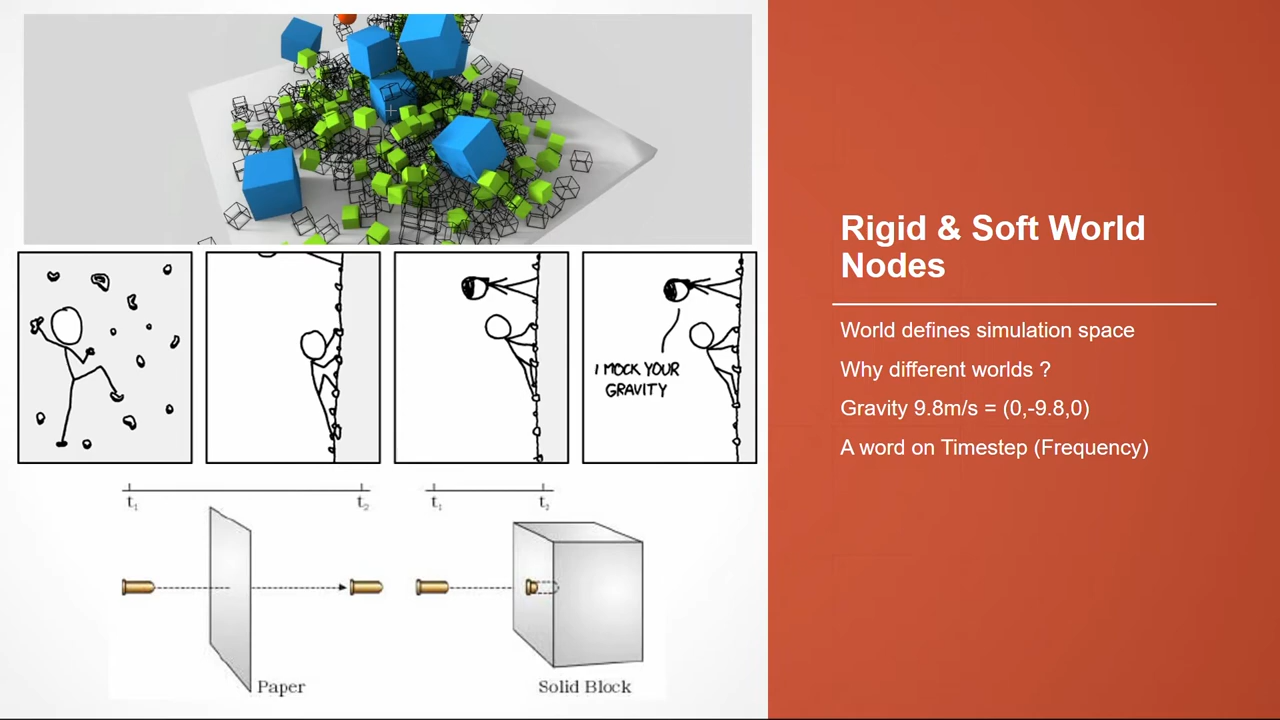 Rigid & Soft World
Nodes
World defines simulation space
Why different worlds ?
Gravity 9.8m/s = (0,-9.8,0)
A word on Timestep (Frequency)
I MOCK YOUR
GRAVITY
t₁ t₂ t₁ t₂
Paper
Solid Block